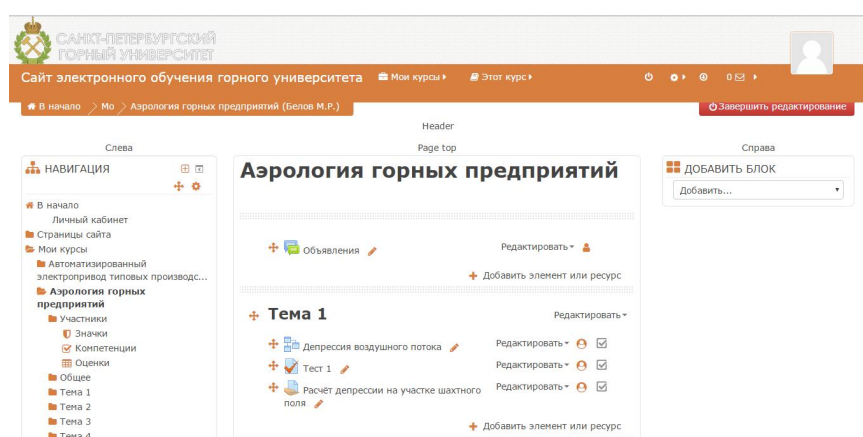 САНКТ-ПЕТЕРБУРГСКИЙ
ГОРНЫЙ УНИВЕРСИТЕТ
Сайт электронного обучения горного университета Мои курсы Этот курс 0
В начало Мо Аэрология горных предприятий (Белов М.Р.) Завершить редактирование
Header
Слева Page top Справа
НАВИГАЦИЯ
В начало
Личный кабинет
Страницы сайта
Мои курсы
Автоматизированный
электропривод типовых производс...
Аэрология горных
предприятий
Участники
Значки
Компетенции
Оценки
Общее
Тема 1
Тема 2
Тема 3
Тема 4
Аэрология горных предприятий
Объявления Редактировать
Добавить элемент или ресурс
Тема 1 Редактировать
Депрессия воздушного потока Редактировать
Тест 1 Редактировать
Расчёт депрессии на участке шахтного Редактировать
поля
Добавить элемент или ресурс
ДОБАВИТЬ БЛОК
Добавить...